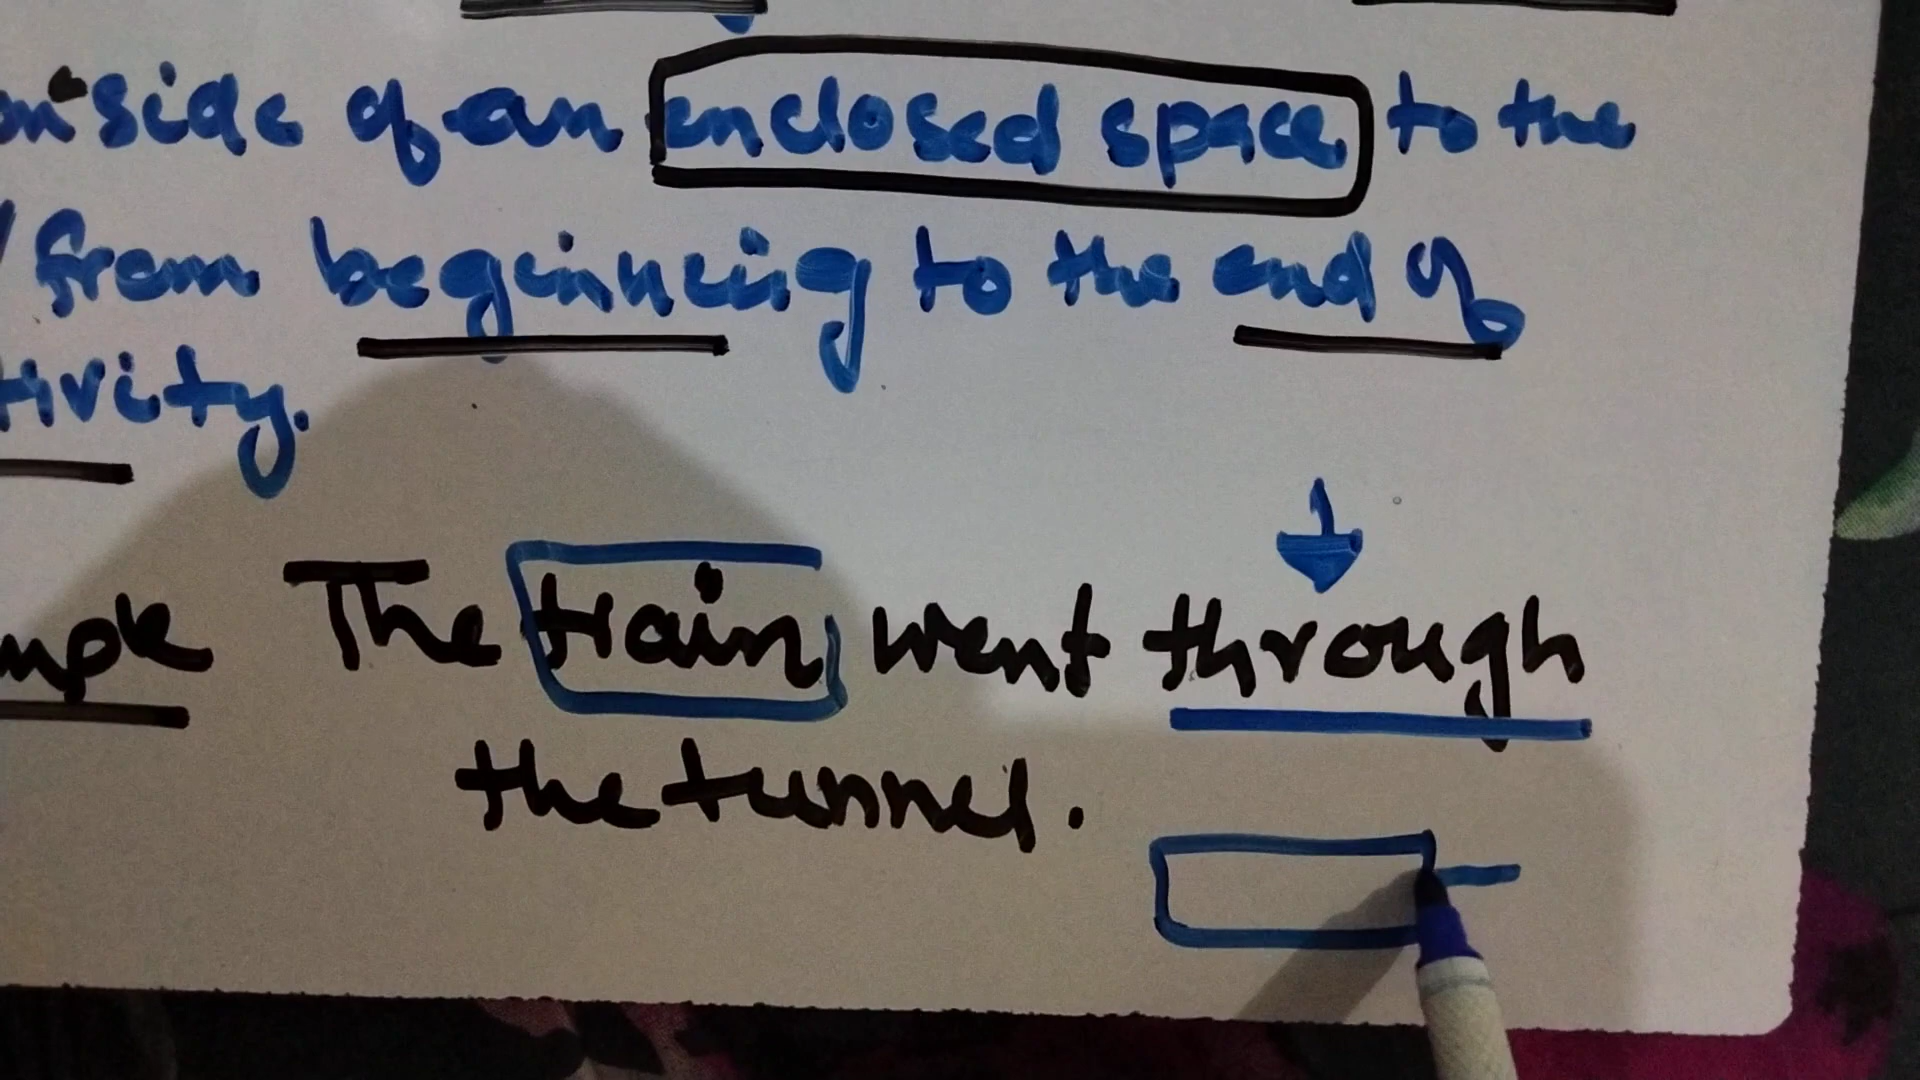 side of an enclosed space to the
from beginning to the end of
tivity.
The train went through
the tunnel.